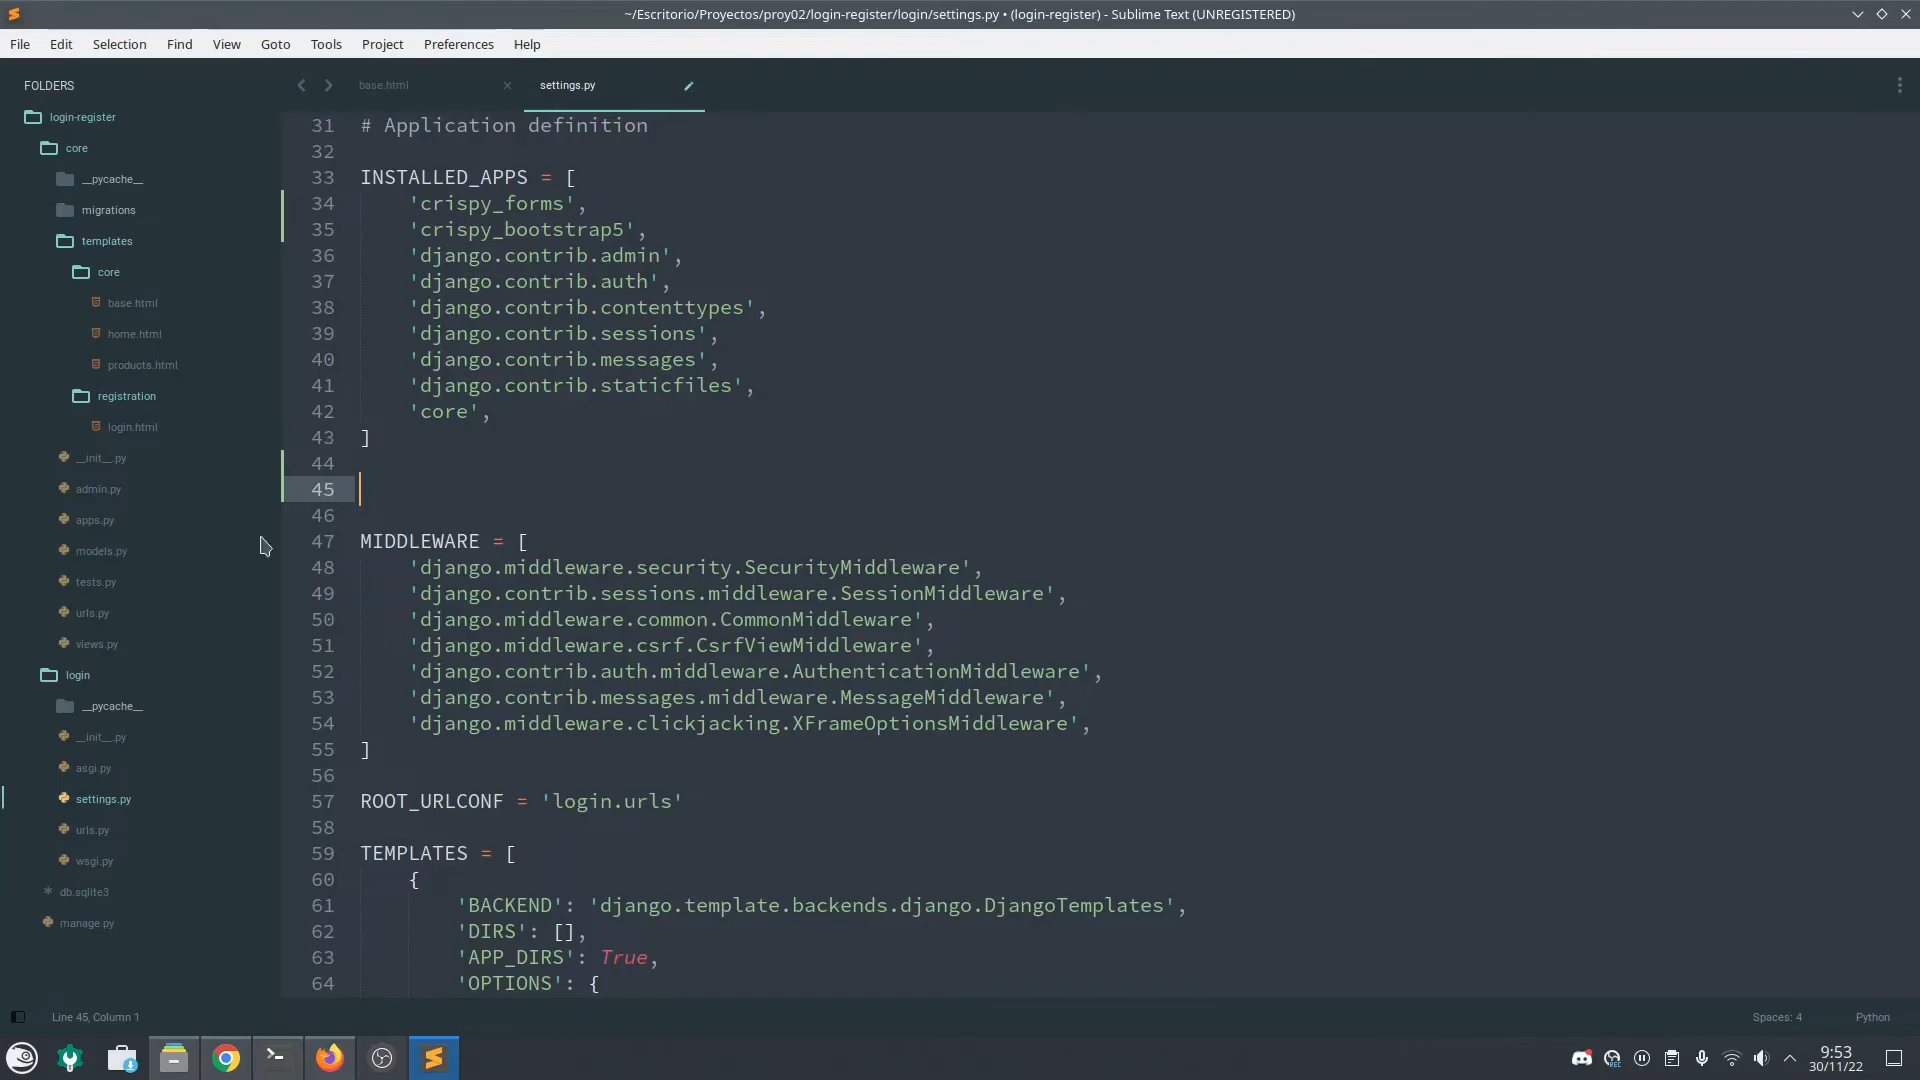 ~/Escritorio/Proyectos/proy02/login-register/login/settings.py • (login-register) - Sublime Text (UNREGISTERED)
File Edit Selection Find View Goto Tools Project Preferences Help
FOLDERS
login-register
core
__pycache__
migrations
templates
core
base.html
home.html
products.html
registration
login.html
__init__.py
admin.py
apps.py
models.py
tests.py
urls.py
views.py
login
__pycache__
__init__.py
asgi.py
settings.py
urls.py
wsgi.py
db.sqlite3
manage.py
base.html settings.py
31 # Application definition
32
33 INSTALLED_APPS = [
34     'crispy_forms',
35     'crispy_bootstrap5',
36     'django.contrib.admin',
37     'django.contrib.auth',
38     'django.contrib.contenttypes',
39     'django.contrib.sessions',
40     'django.contrib.messages',
41     'django.contrib.staticfiles',
42     'core',
43 ]
44
45
46
47 MIDDLEWARE = [
48     'django.middleware.security.SecurityMiddleware',
49     'django.contrib.sessions.middleware.SessionMiddleware',
50     'django.middleware.common.CommonMiddleware',
51     'django.middleware.csrf.CsrfViewMiddleware',
52     'django.contrib.auth.middleware.AuthenticationMiddleware',
53     'django.contrib.messages.middleware.MessageMiddleware',
54     'django.middleware.clickjacking.XFrameOptionsMiddleware',
55 ]
56
57 ROOT_URLCONF = 'login.urls'
58
59 TEMPLATES = [
60     {
61         'BACKEND': 'django.template.backends.django.DjangoTemplates',
62         'DIRS': [],
63         'APP_DIRS': True,
64         'OPTIONS': {
Line 45, Column 1 Spaces: 4 Python
REC
9:53
30/11/22